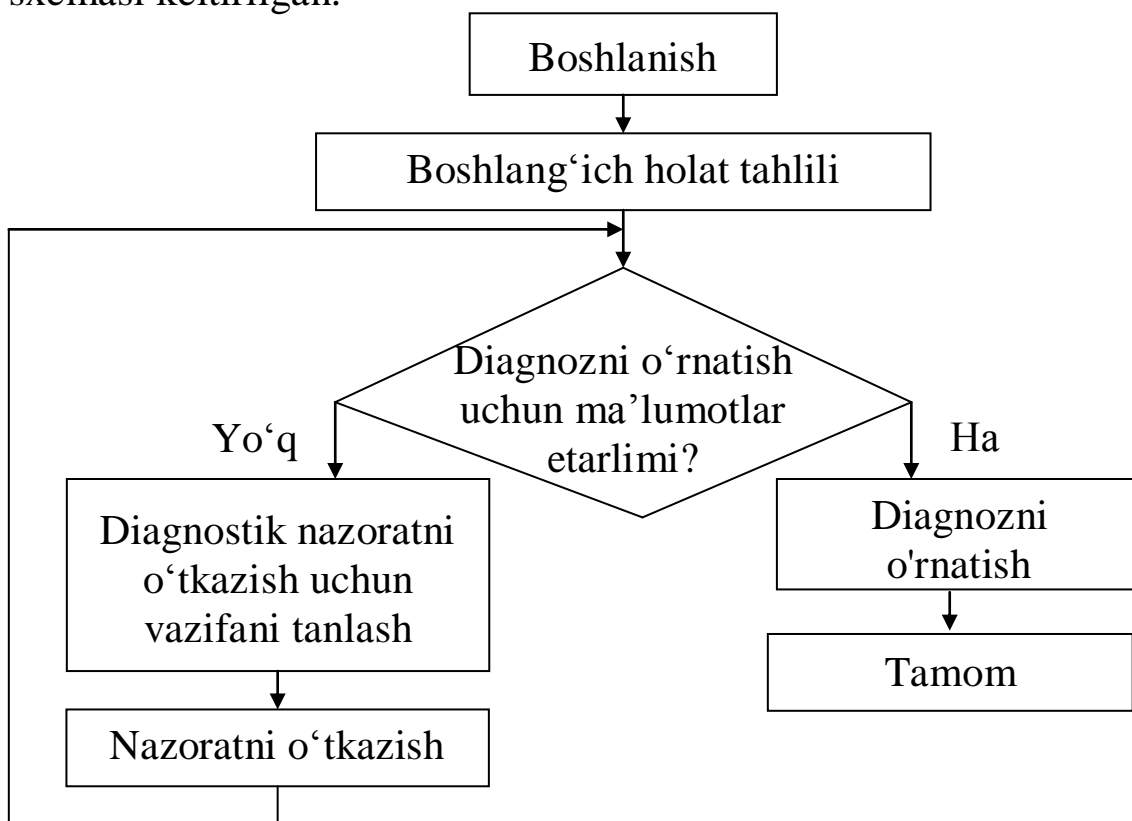 sxemasi keltirilgan.
Boshlanish
Boshlang‘ich holat tahlili
Diagnozni o‘rnatish
uchun ma’lumotlar
etarlimi?
Yo‘q
Ha
Diagnostik nazoratni
o‘tkazish uchun
vazifani tanlash
Diagnozni
o'rnatish
Nazoratni o‘tkazish
Tamom